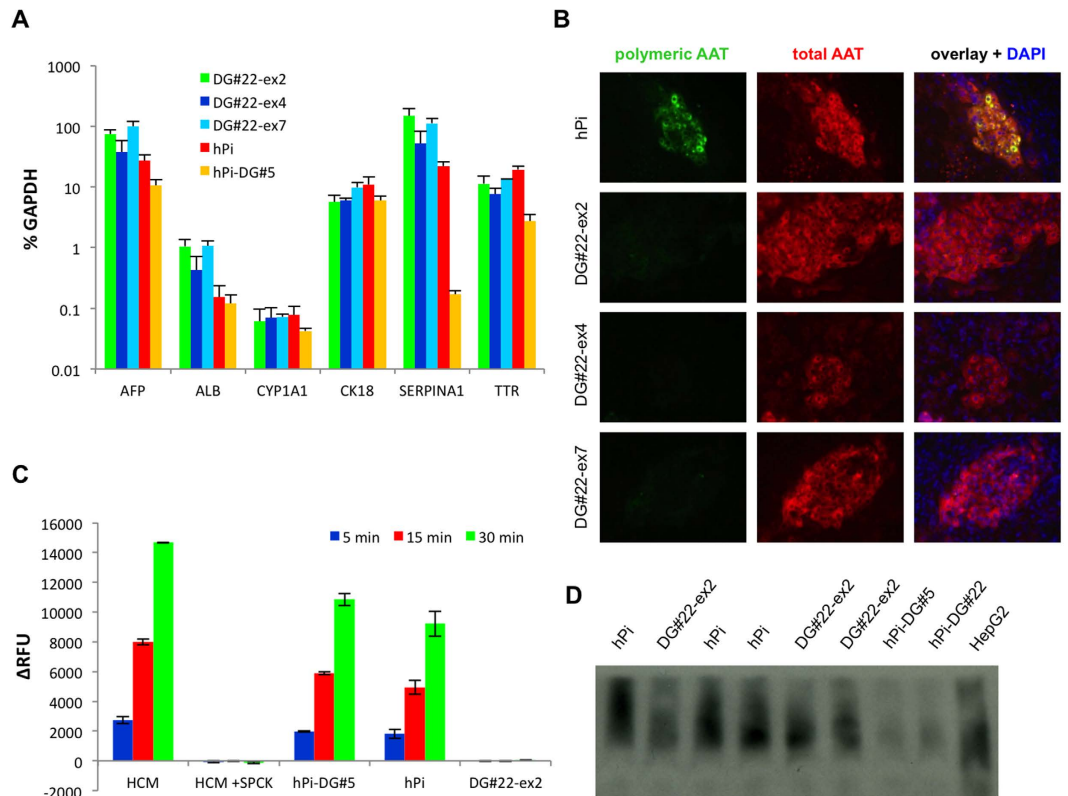 A
% GAPDH
1000
100
10
1
0.1
0.01
DG#22-ex2
DG#22-ex4
DG#22-ex7
hPi
hPi-DG#5
AFP ALB CYP1A1 CK18 SERPINA1 TTR
B
polymeric AAT total AAT overlay + DAPI
hPi
DG#22-ex2
DG#22-ex4
DG#22-ex7
C
ΔRFU
16000
14000
12000
10000
8000
6000
4000
2000
0
-2000
5 min 15 min 30 min
HCM HCM +SPCK hPi-DG#5 hPi DG#22-ex2
D
hPi DG#22-ex2 hPi hPi DG#22-ex2 DG#22-ex2 hPi-DG#5 hPi-DG#22 HepG2